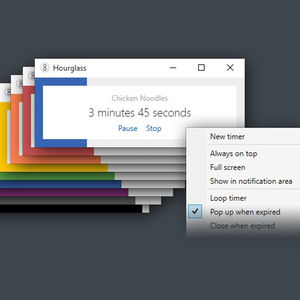 Hourglass
Chicken Noodles
3 minutes 45 seconds
Pause Stop
New timer
Always on top
Full screen
Show in notification area
Loop timer
Pop up when expired
Close when expired